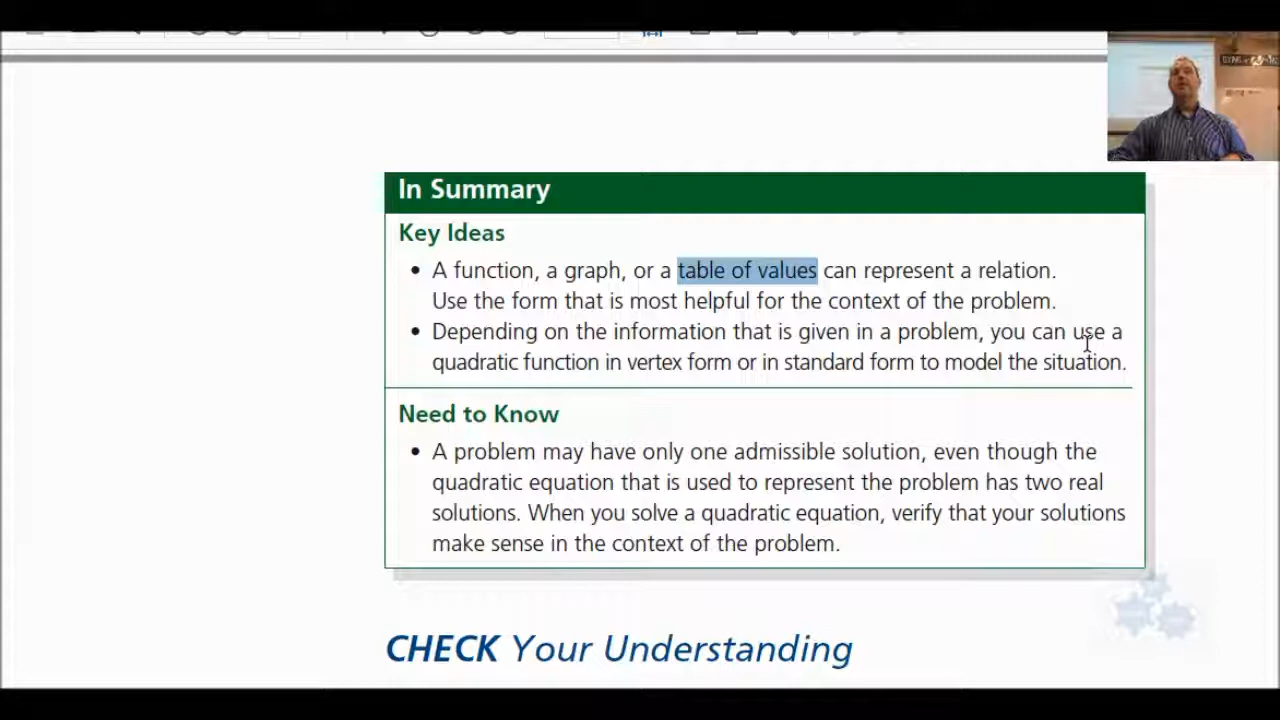 In Summary
Key Ideas
• A function, a graph, or a table of values can represent a relation.
Use the form that is most helpful for the context of the problem.
• Depending on the information that is given in a problem, you can use a
quadratic function in vertex form or in standard form to model the situation.
Need to Know
• A problem may have only one admissible solution, even though the
quadratic equation that is used to represent the problem has two real
solutions. When you solve a quadratic equation, verify that your solutions
make sense in the context of the problem.
CHECK Your Understanding